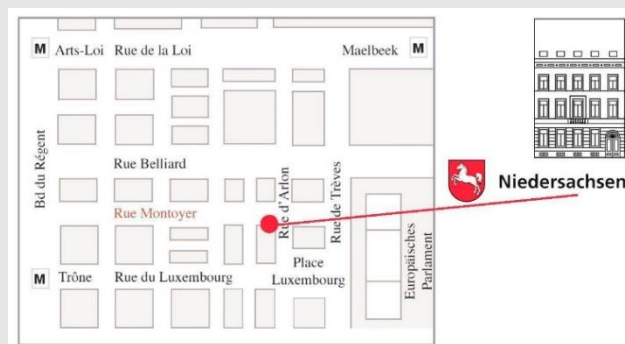 M Arts-Loi Rue de la Loi Maelbeek M
Bd du Régent
Rue Belliard
Rue d'Arlon
Rue de Trèves
Niedersachsen
Rue Montoyer
Europäisches
Parlament
M Trône Rue du Luxembourg
Place
Luxembourg